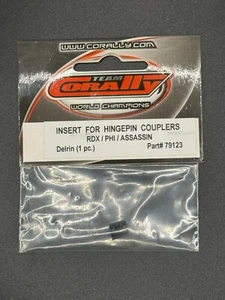 WWW.CORALLY.COM
TEAM
CORALLY
WORLD CHAMPIONS
INSERT FOR HINGEPIN COUPLERS
RDX / PHI / ASSASSIN
Delrin (1 pc.) Part# 79123